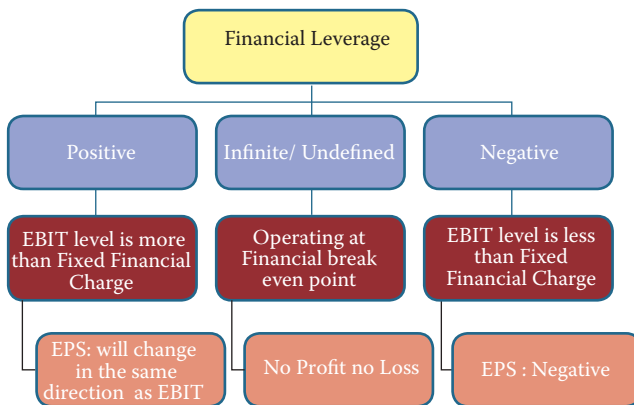 Financial Leverage
Positive
Infinite/ Undefined
Negative
EBIT level is more
than Fixed Financial
Charge
Operating at
Financial break
even point
EBIT level is less
than Fixed
Financial Charge
EPS: will change
in the same
direction as EBIT
No Profit no Loss
EPS : Negative